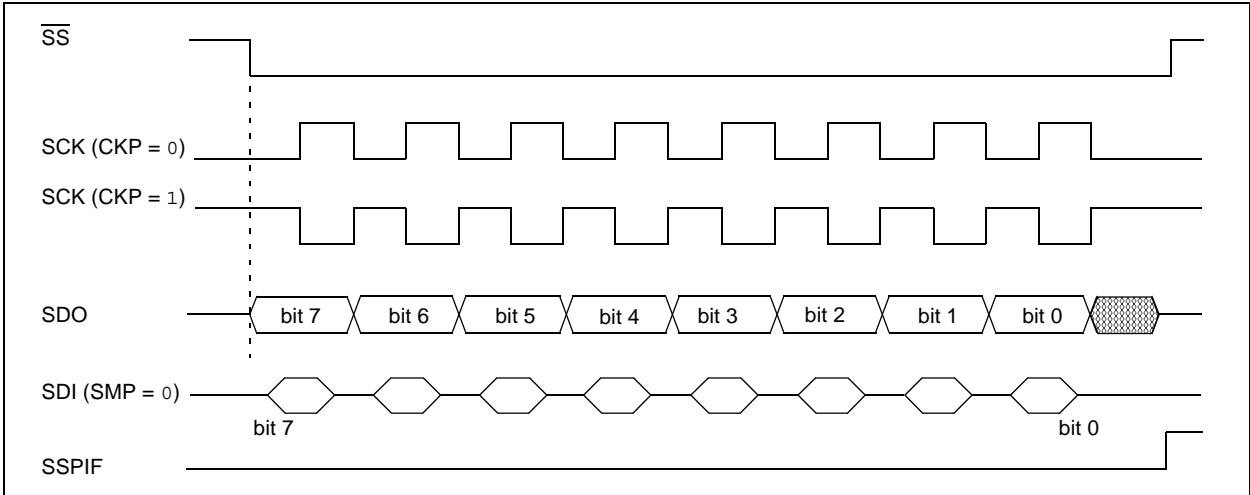 SS
SCK (CKP = 0)
SCK (CKP = 1)
SDO bit 7 bit 6 bit 5 bit 4 bit 3 bit 2 bit 1 bit 0
SDI (SMP = 0)
bit 7 bit 0
SSPIF